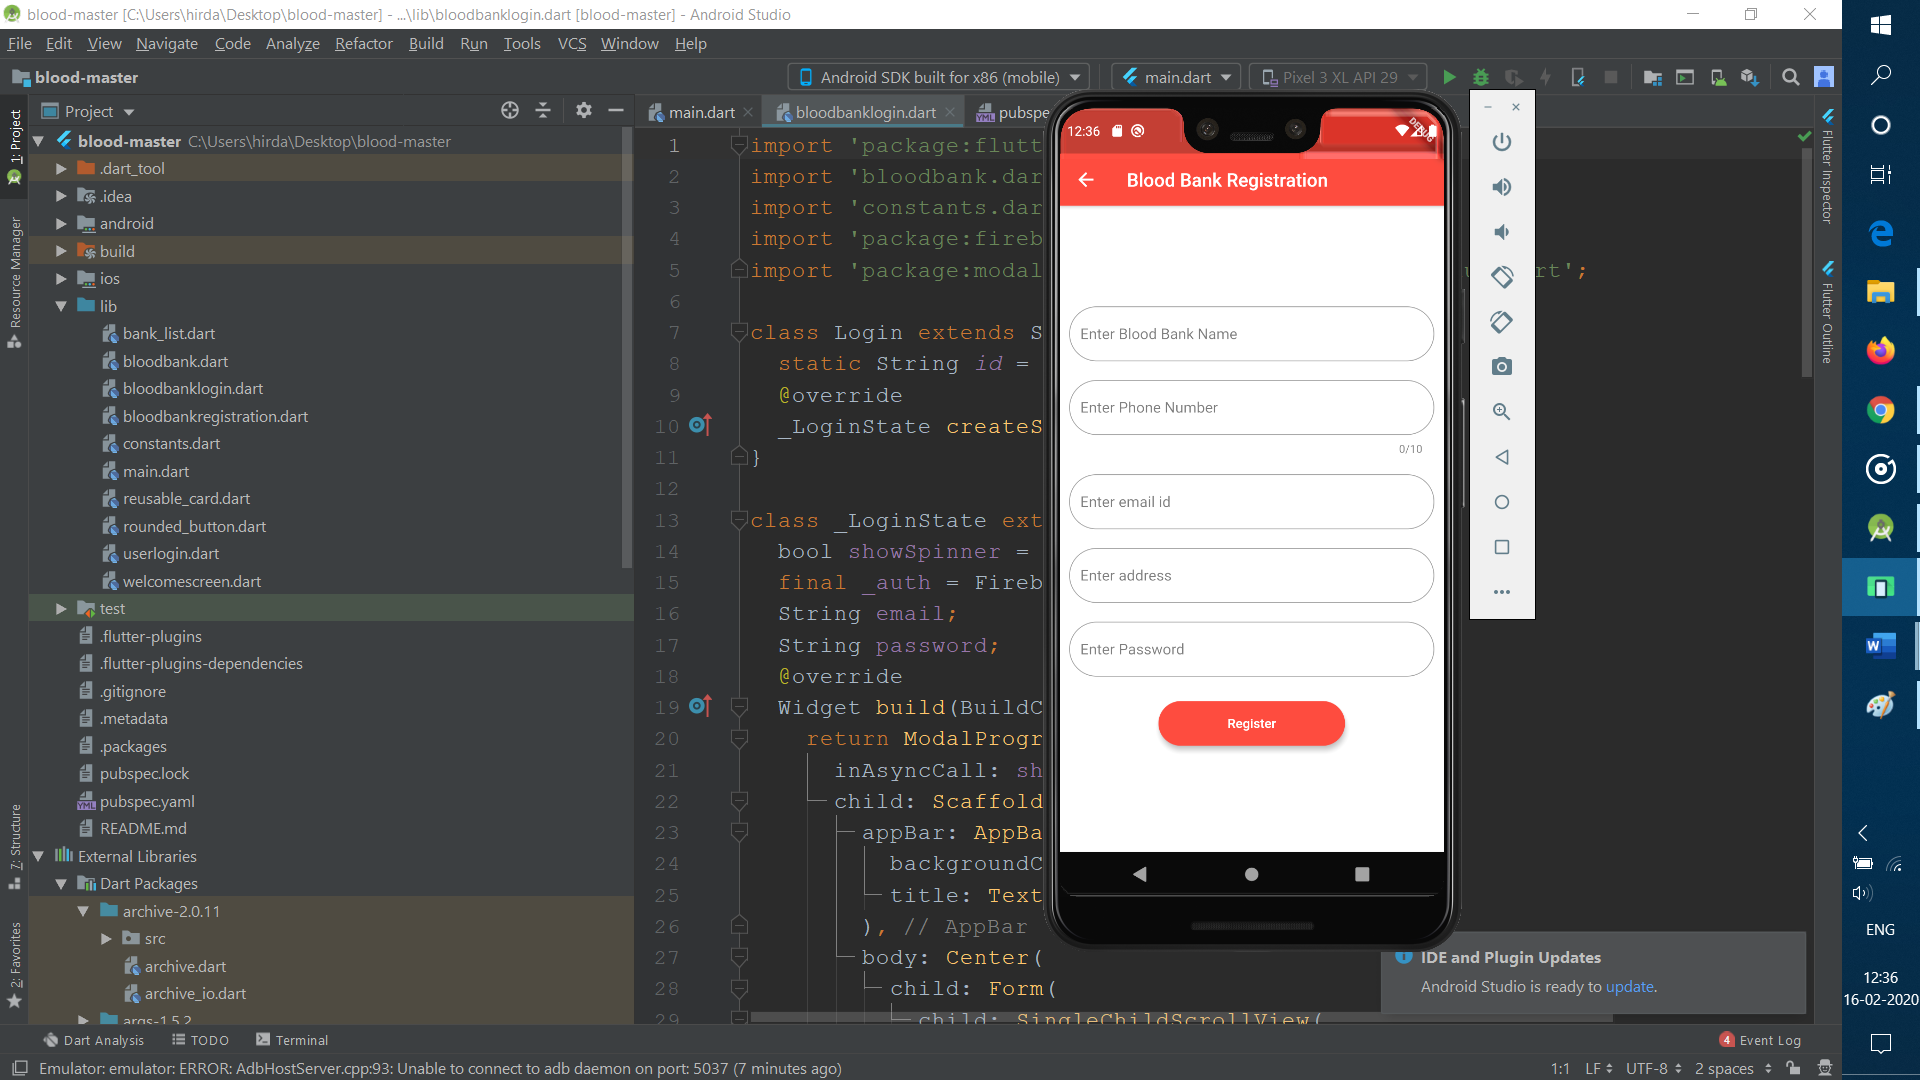 blood-master [C:\Users\hirda\Desktop\blood-master] - ...\lib\bloodbanklogin.dart [blood-master] - Android Studio
File Edit View Navigate Code Analyze Refactor Build Run Tools VCS Window Help
blood-master
Android SDK built for x86 (mobile)
main.dart
Pixel 3 XL API 29
Project
main.dart
bloodbanklogin.dart
pubspe
1: Project
Resource Manager
7: Structure
2: Favorites
blood-master C:\Users\hirda\Desktop\blood-master
.dart_tool
.idea
android
build
ios
lib
bank_list.dart
bloodbank.dart
bloodbanklogin.dart
bloodbankregistration.dart
constants.dart
main.dart
reusable_card.dart
rounded_button.dart
userlogin.dart
welcomescreen.dart
test
.flutter-plugins
.flutter-plugins-dependencies
.gitignore
.metadata
.packages
pubspec.lock
pubspec.yaml
README.md
External Libraries
Dart Packages
archive-2.0.11
src
archive.dart
archive_io.dart
args-1.5.2
1 import 'package:flutt
2 import 'bloodbank.dar
3 import 'constants.dar
4 import 'package:fireb
5 import 'package:modal rt';
6
7 class Login extends S
8 static String id =
9 @override
10 _LoginState createS
11 }
12
13 class _LoginState ext
14 bool showSpinner =
15 final _auth = Fireb
16 String email;
17 String password;
18 @override
19 Widget build(BuildC
20 return ModalProgr
21 inAsyncCall: sh
22 child: Scaffold
23 appBar: AppBa
24 backgroundC
25 title: Text
26 ), // AppBar
27 body: Center(
28 child: Form(
29 child: SingleChildScrollView(
12:36
DEBUG
Blood Bank Registration
Enter Blood Bank Name
Enter Phone Number
0/10
Enter email id
Enter address
Enter Password
Register
Flutter Inspector
Flutter Outline
IDE and Plugin Updates
Android Studio is ready to update.
Dart Analysis
TODO
Terminal
4 Event Log
Emulator: emulator: ERROR: AdbHostServer.cpp:93: Unable to connect to adb daemon on port: 5037 (7 minutes ago)
1:1 LF UTF-8 2 spaces
ENG
12:36
16-02-2020